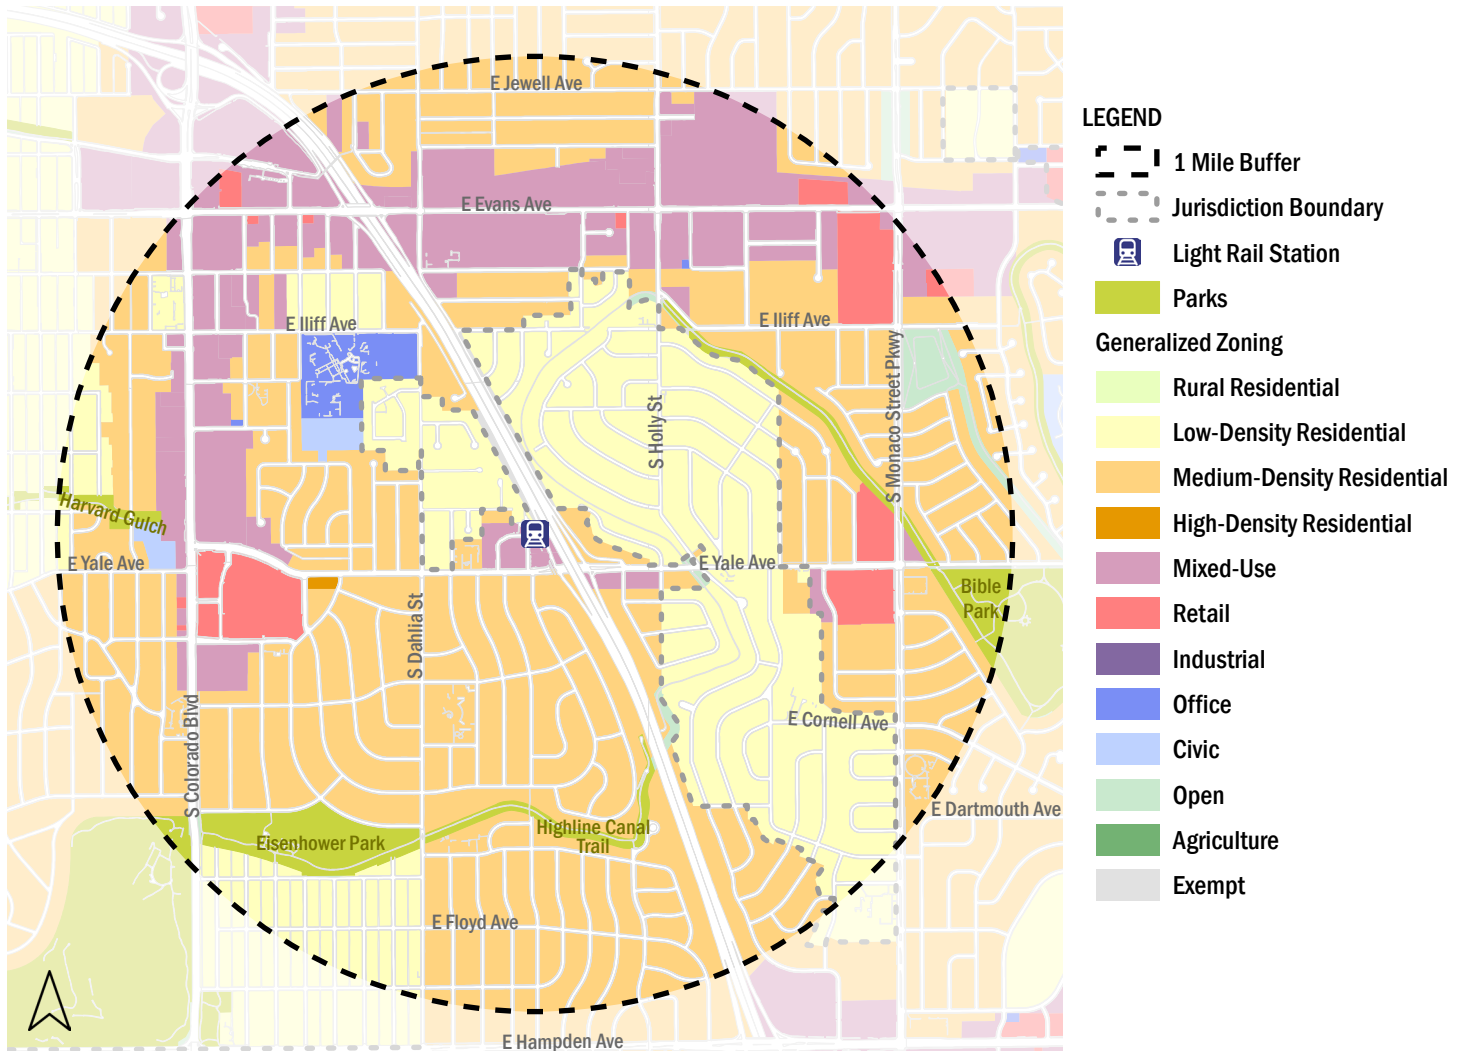 E Jewell Ave
E Evans Ave
E Iliff Ave
E Iliff Ave
S Holly St
S Monaco Street Pkwy
Harvard Gulch
E Yale Ave
E Yale Ave
Bible
Park
S Dahlia St
S Colorado Blvd
E Cornell Ave
E Dartmouth Ave
Eisenhower Park
Highline Canal
Trail
E Floyd Ave
E Hampden Ave
LEGEND
1 Mile Buffer
Jurisdiction Boundary
Light Rail Station
Parks
Generalized Zoning
Rural Residential
Low-Density Residential
Medium-Density Residential
High-Density Residential
Mixed-Use
Retail
Industrial
Office
Civic
Open
Agriculture
Exempt